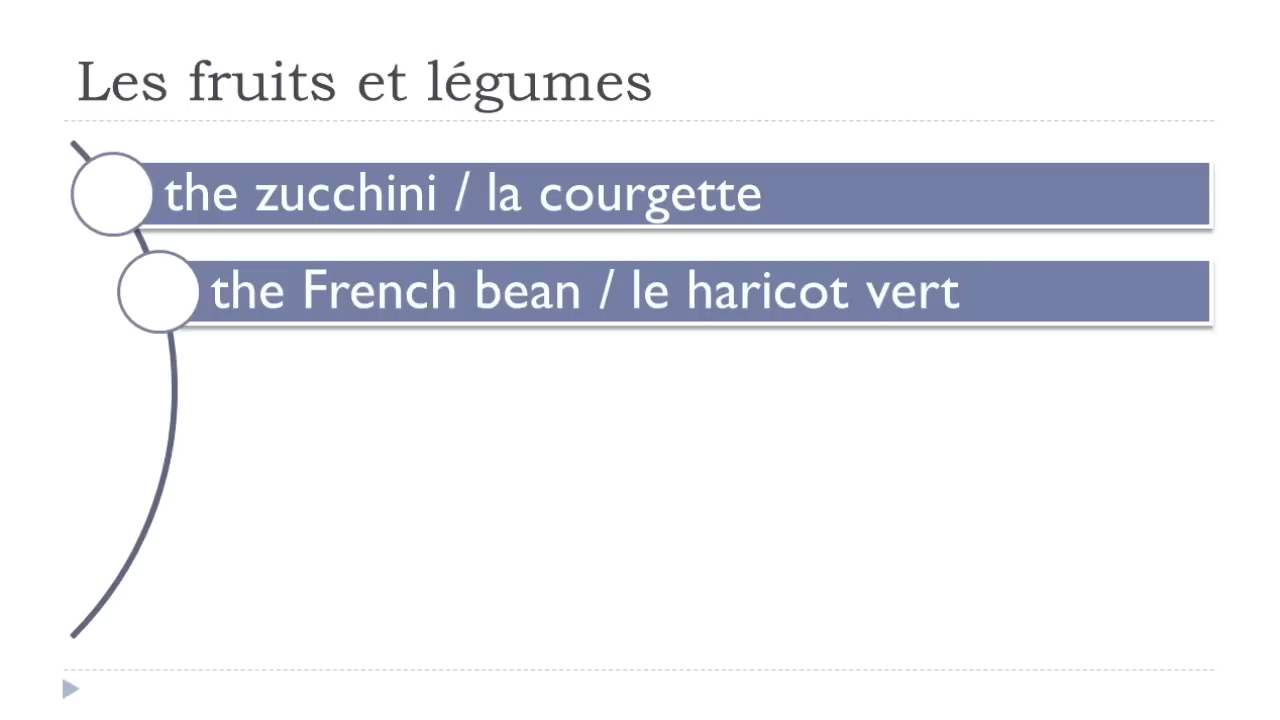 Les fruits et légumes
the zucchini / la courgette
the French bean / le haricot vert